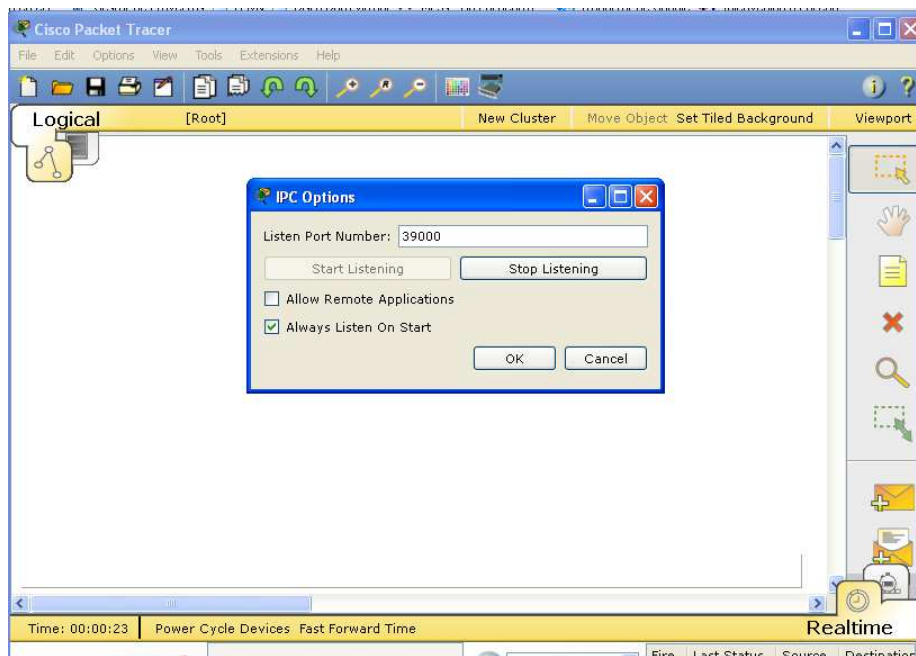 Cisco Packet Tracer
File Edit Options View Tools Extensions Help
Logical [Root] New Cluster Move Object Set Tiled Background Viewport
IPC Options
Listen Port Number: 39000
Start Listening Stop Listening
Allow Remote Applications
Always Listen On Start
OK Cancel
Time: 00:00:23 Power Cycle Devices Fast Forward Time Realtime
Fire Last Status Source Destination